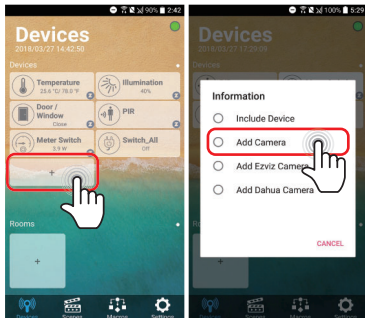 90% 2:42
Devices
2018/03/27 14:42:50
Devices
Temperature
25.6 °C/ 78.0 °F
Illumination
40%
Door /
Window
Close
PIR
Meter Switch
3.9 W
Switch_All
Off
+
Rooms
+
Devices Scenes Macros Settings
100% 5:29
Devices
2018/03/27 17:29:09
Devices
Information
Include Device
Add Camera
Add Ezviz Camera
Add Dahua Camera
CANCEL
Devices Scenes Macros Settings